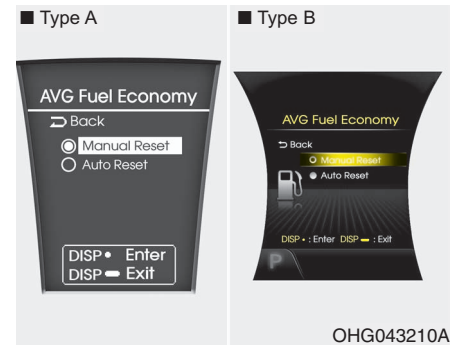 ■ Type A
AVG Fuel Economy
Back
Manual Reset
Auto Reset
DISP • Enter
DISP ━ Exit
■ Type B
AVG Fuel Economy
Back
Manual Reset
Auto Reset
DISP • : Enter DISP ━ : Exit
P
OHG043210A